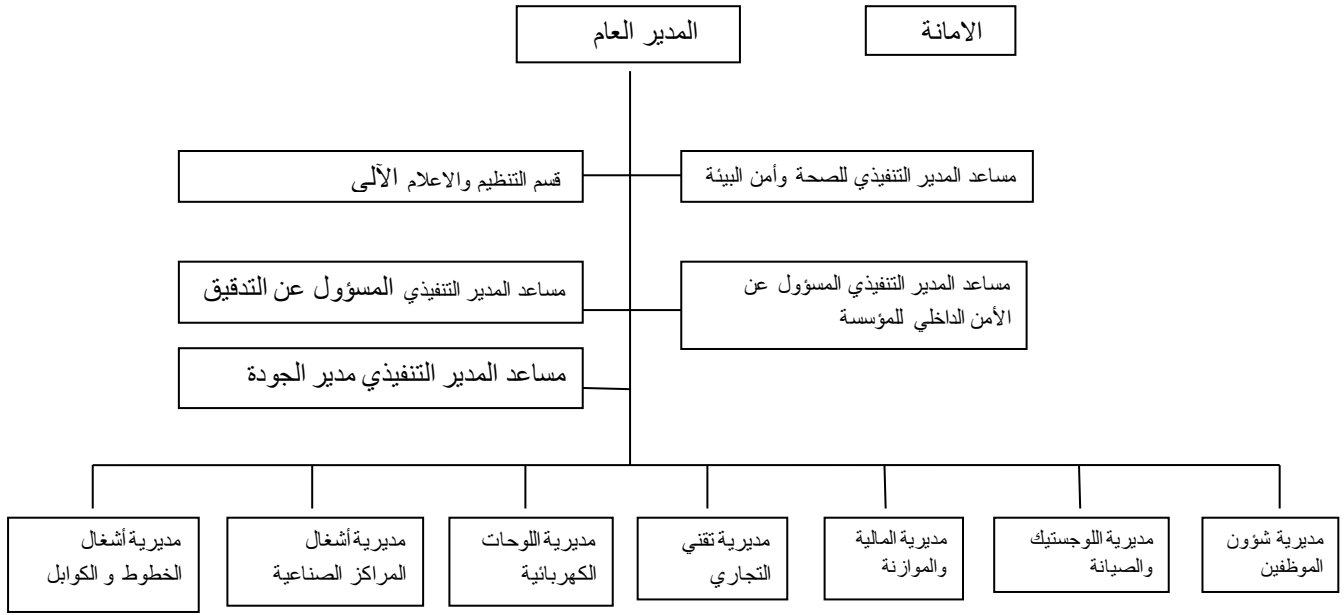 الامانة
المدير العام
مساعد المدير التنفيذي للصحة وأمن البيئة
قسم التنظيم والاعلام الآلى
مساعد المدير التنفيذي المسؤول عن
الأمن الداخلي للمؤسسة
مساعد المدير التنفيذي المسؤول عن التدقيق
مساعد المدير التنفيذي مدير الجودة
مديرية شؤون
الموظفين
مديرية اللوجستيك
والصيانة
مديرية المالية
والموازنة
مديرية تقني
التجاري
مديرية اللوحات
الكهربائية
مديرية أشغال
المراكز الصناعية
مديرية أشغال
الخطوط و الكوابل